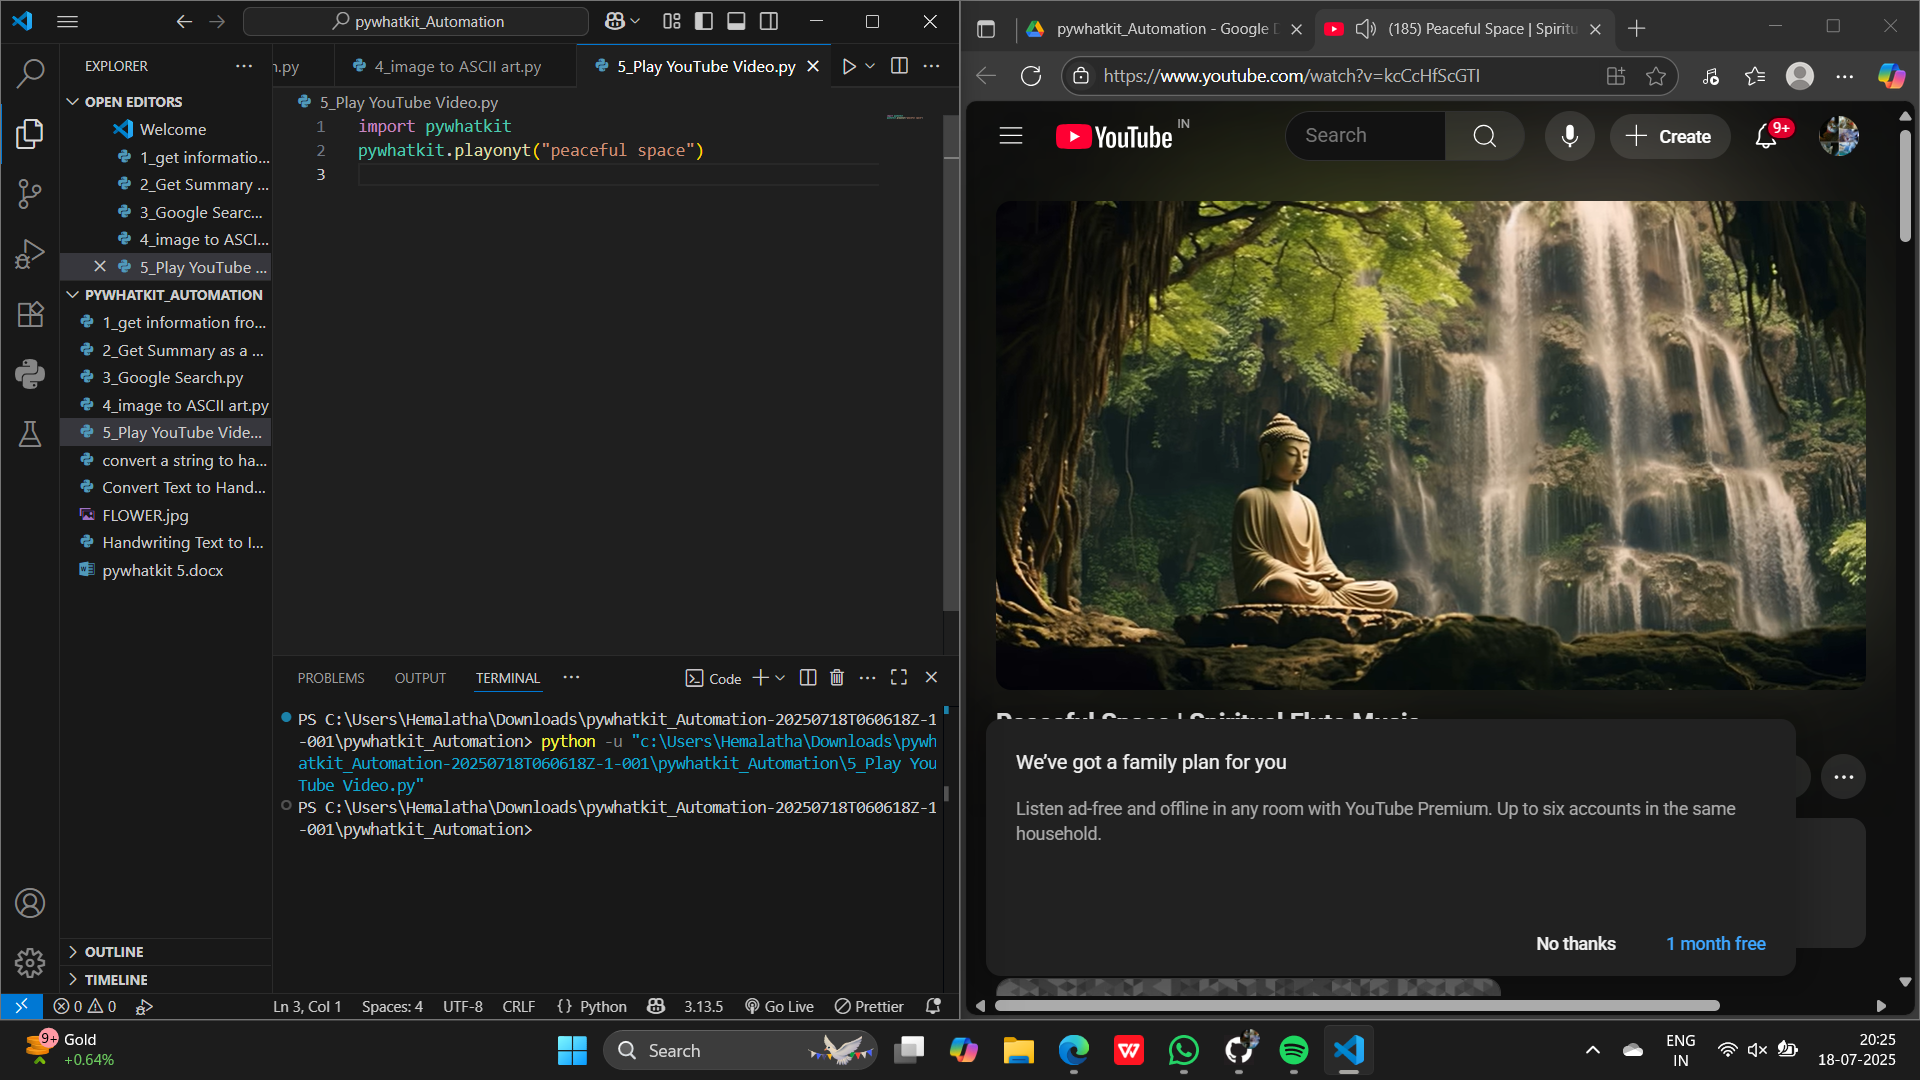 pywhatkit_Automation
EXPLORER
OPEN EDITORS
Welcome
1_get informatio...
2_Get Summary ...
3_Google Searc...
4_image to ASCI...
5_Play YouTube ...
PYWHATKIT_AUTOMATION
1_get information fro...
2_Get Summary as a ...
3_Google Search.py
4_image to ASCII art.py
5_Play YouTube Vide...
convert a string to ha...
Convert Text to Hand...
FLOWER.jpg
Handwriting Text to I...
pywhatkit 5.docx
OUTLINE
TIMELINE
n.py
4_image to ASCII art.py
5_Play YouTube Video.py
5_Play YouTube Video.py
1 import pywhatkit
2 pywhatkit.playonyt("peaceful space")
3
PROBLEMS OUTPUT TERMINAL
Code
PS C:\Users\Hemalatha\Downloads\pywhatkit_Automation-20250718T060618Z-1
-001\pywhatkit_Automation> python -u "c:\Users\Hemalatha\Downloads\pywh
atkit_Automation-20250718T060618Z-1-001\pywhatkit_Automation\5_Play You
Tube Video.py"
PS C:\Users\Hemalatha\Downloads\pywhatkit_Automation-20250718T060618Z-1
-001\pywhatkit_Automation>
0 0 Ln 3, Col 1 Spaces: 4 UTF-8 CRLF {} Python 3.13.5 Go Live Prettier
pywhatkit_Automation - Google D
(185) Peaceful Space | Spiritu
https://www.youtube.com/watch?v=kcCcHfScGTI
YouTube IN
Search
Create
9+
Peaceful Space | Spiritual Flute Music
We've got a family plan for you
Listen ad-free and offline in any room with YouTube Premium. Up to six accounts in the same
household.
No thanks
1 month free
9+
Gold
+0.64%
Search
ENG
IN
20:25
18-07-2025